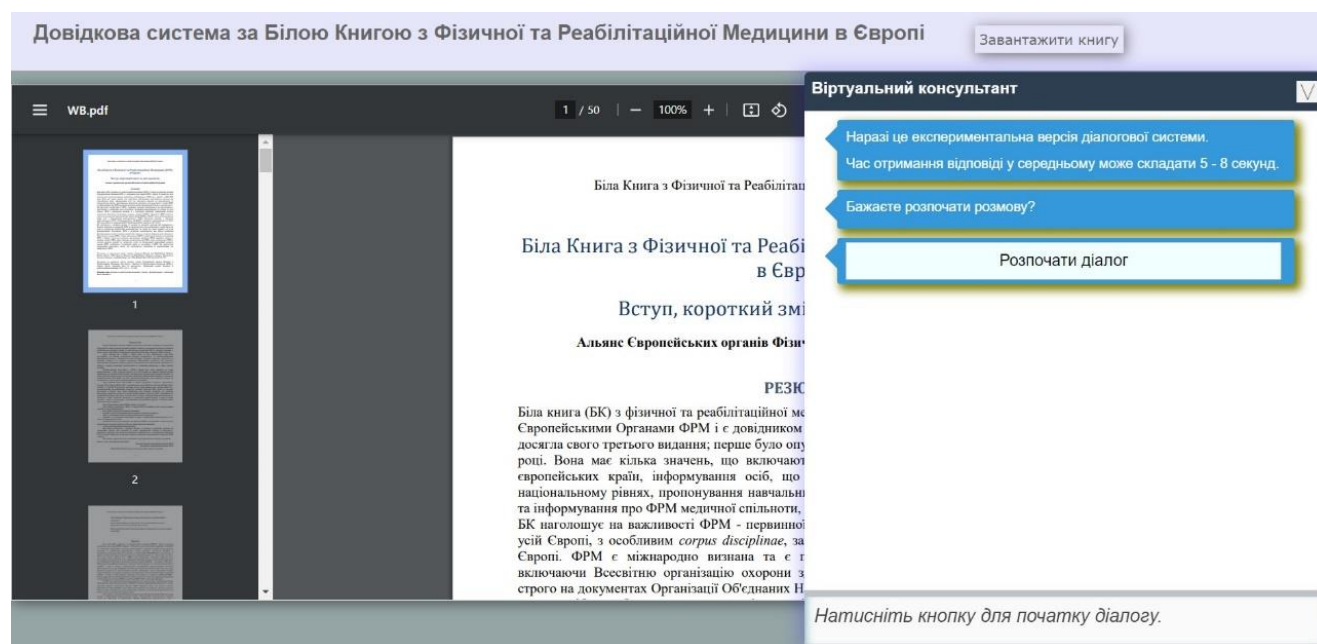 Довідкова система за Білою Книгою з Фізичної та Реабілітаційної Медицини в Європі
Завантажити книгу
WB.pdf
1 / 50
100%
1
2
Біла Книга з Фізичної та Реабілітац
Біла Книга з Фізичної та Реабі
в Євр
Вступ, короткий змі
Альянс Європейських органів Фізи
РЕЗЮ
Біла книга (БК) з фізичної та реабілітаційної ме
Європейськими Органами ФРМ і є довідником
досягла свого третього видання; перше було опу
році. Вона має кілька значень, що включают
європейських країн, інформування осіб, що
національному рівнях, пропонування навчальн
та інформування про ФРМ медичної спільноти,
БК наголошує на важливості ФРМ - первинної
усій Європі, з особливим corpus disciplinae, за
Європі. ФРМ є міжнародно визнана та є п
включаючи Всесвітню організацію охорони з
строго на документах Організації Об'єднаних Н
Віртуальний консультант
Наразі це експериментальна версія діалогової системи.
Час отримання відповіді у середньому може складати 5 - 8 секунд.
Бажаєте розпочати розмову?
Розпочати діалог
Натисніть кнопку для початку діалогу.